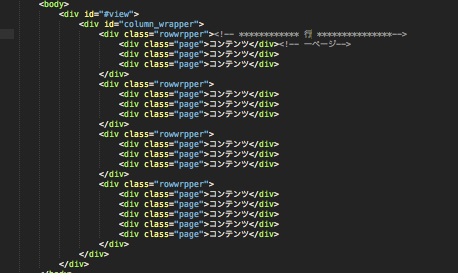 <body>
<div id="#view">
<div id="column_wrapper">
<div class="rowwrpper"><!-- ************ 行 ***************-->
<div class="page">コンテンツ</div><!-- 一ページ-->
<div class="page">コンテンツ</div>
<div class="page">コンテンツ</div>
</div>
<div class="rowwrpper">
<div class="page">コンテンツ</div>
<div class="page">コンテンツ</div>
<div class="page">コンテンツ</div>
</div>
<div class="rowwrpper">
<div class="page">コンテンツ</div>
<div class="page">コンテンツ</div>
<div class="page">コンテンツ</div>
</div>
<div class="rowwrpper">
<div class="page">コンテンツ</div>
<div class="page">コンテンツ</div>
<div class="page">コンテンツ</div>
<div class="page">コンテンツ</div>
<div class="page">コンテンツ</div>
</div>
</div>
</div>
</body>